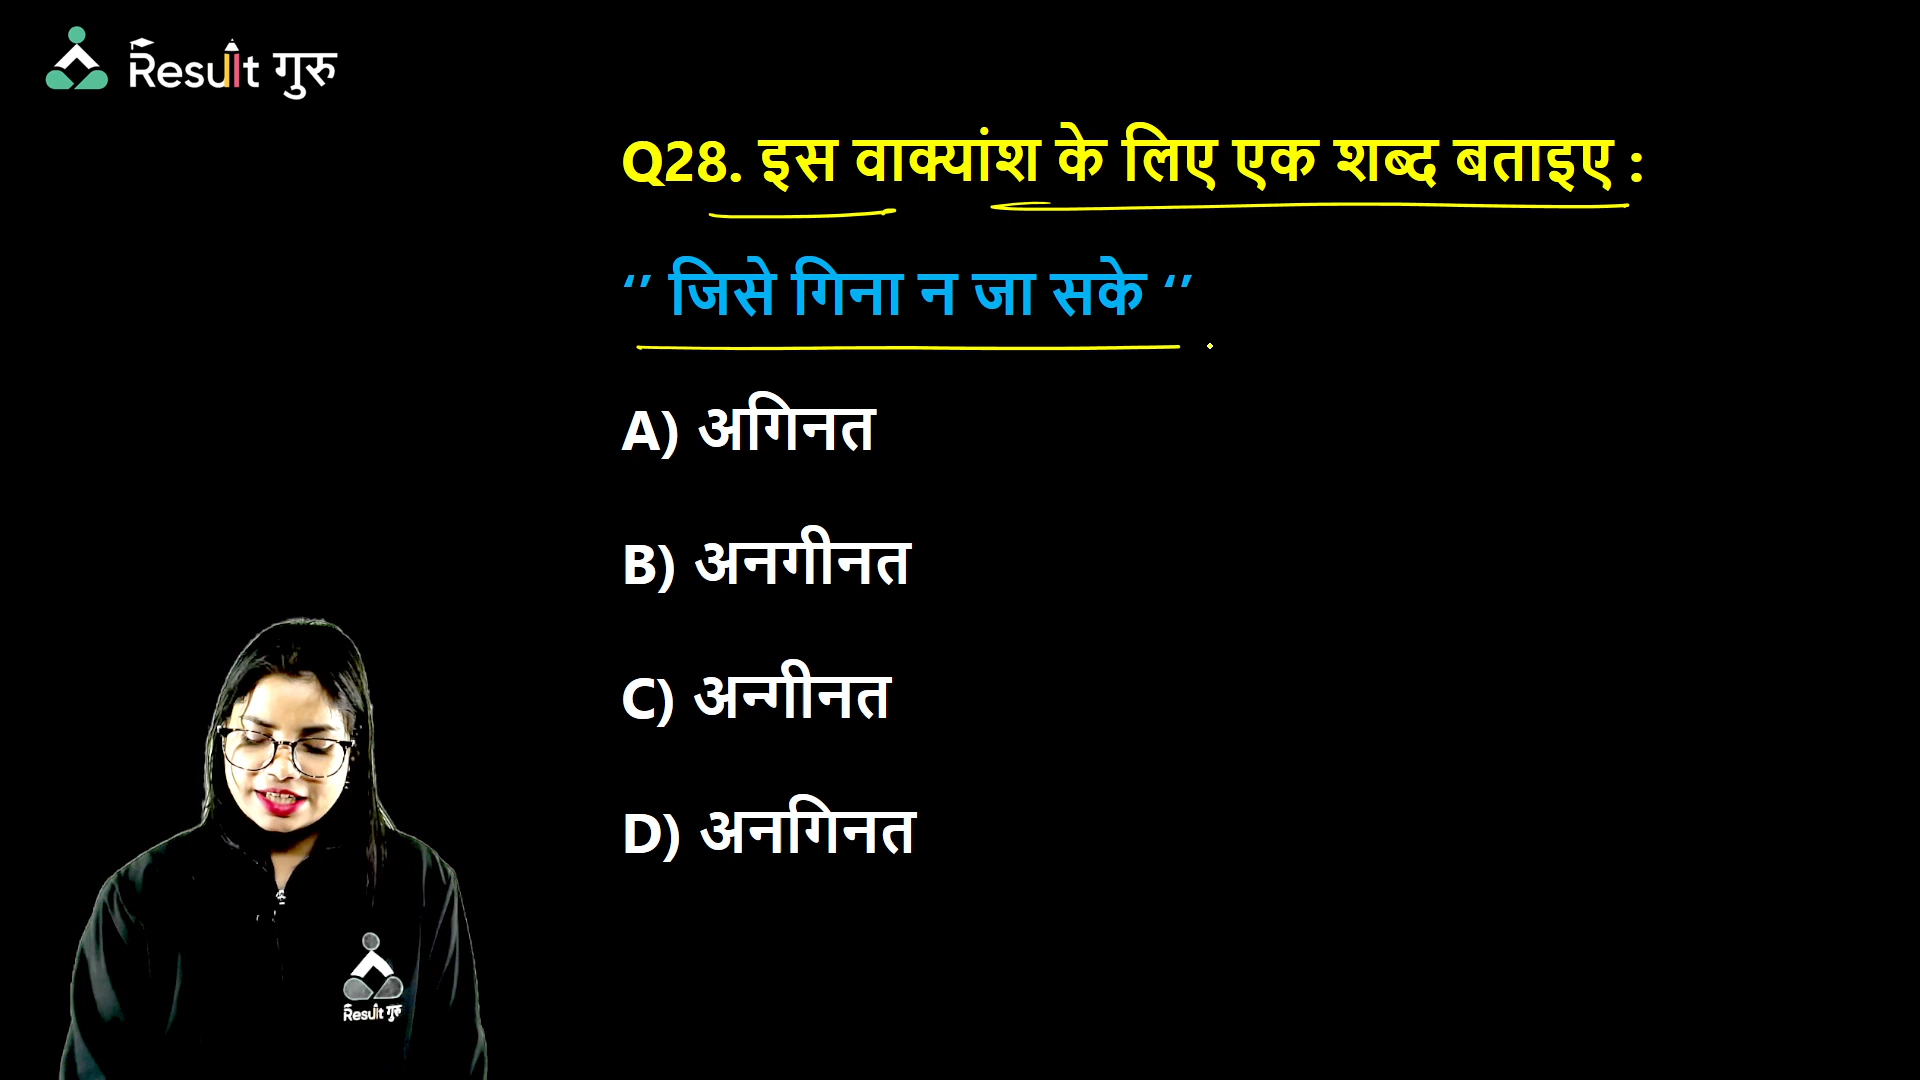 Result गुरु
Q28. इस वाक्यांश के लिए एक शब्द बताइए :
‘’ जिसे गिना न जा सके ‘’
A) अगिनत
B) अनगीनत
C) अन्गीनत
D) अनगिनत
Result गुरु